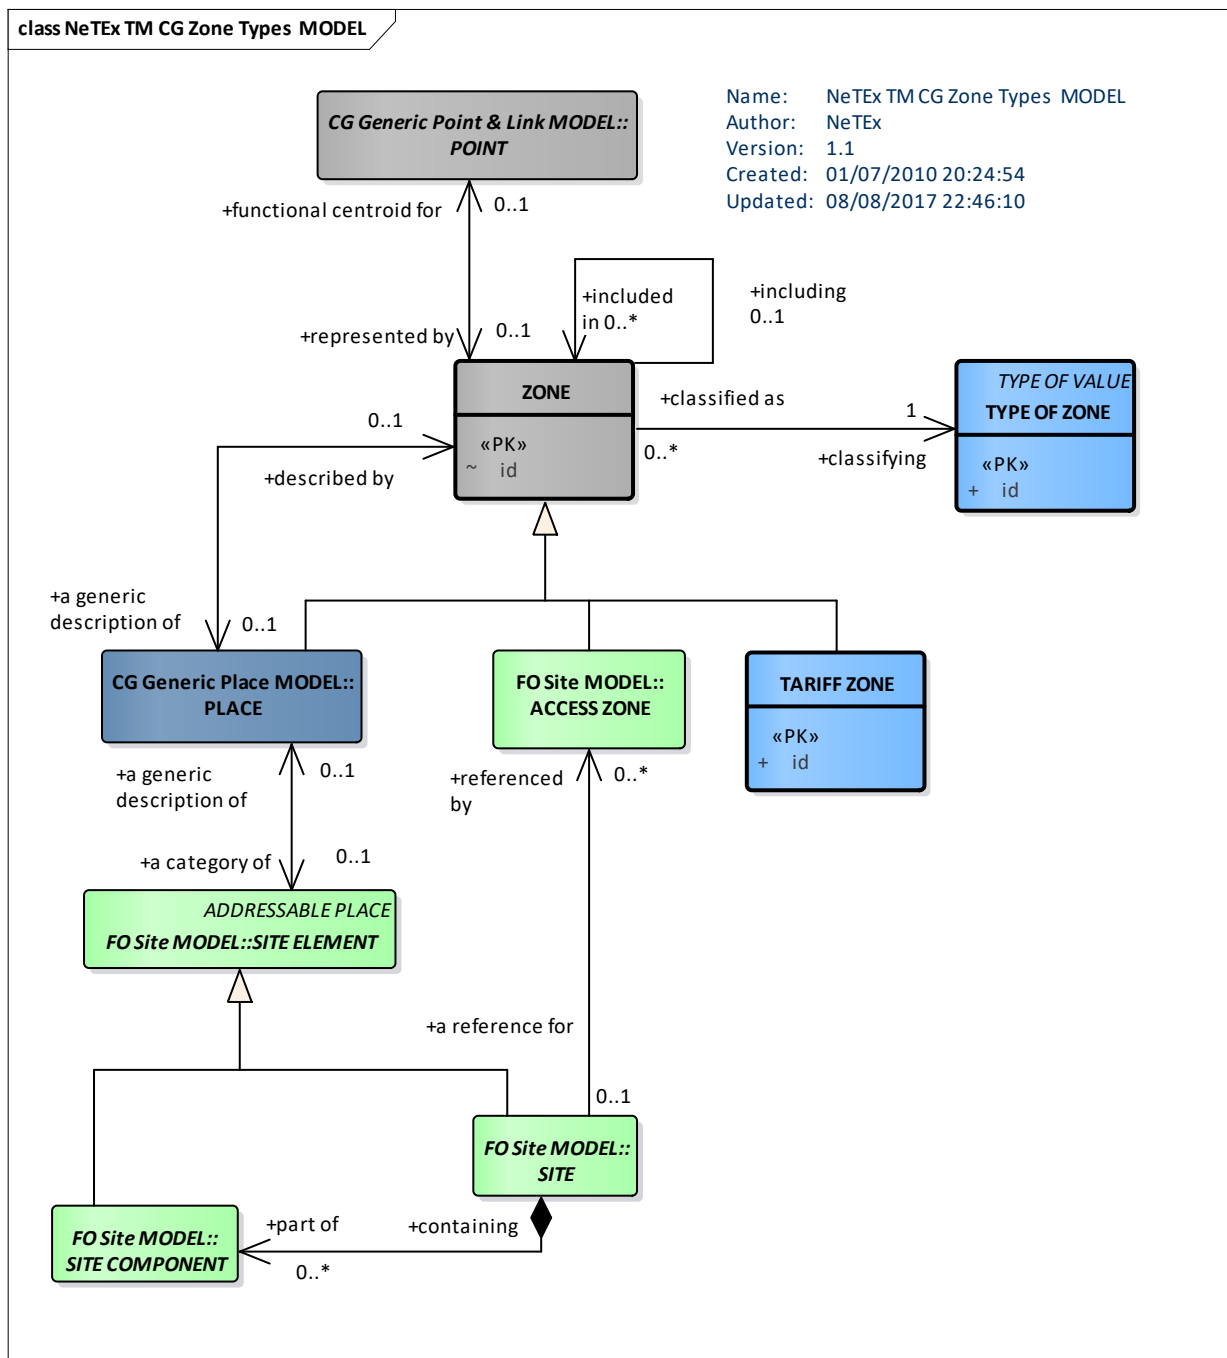 class NeTEx TM CG Zone Types MODEL
Name: NeTEx TM CG Zone Types MODEL
Author: NeTEx
Version: 1.1
Created: 01/07/2010 20:24:54
Updated: 08/08/2017 22:46:10
CG Generic Point & Link MODEL::
POINT
+functional centroid for
0..1
+included
in 0..*
+including
0..1
+represented by
0..1
ZONE
«PK»
~ id
+classified as
0..*
1
+classifying
TYPE OF VALUE
TYPE OF ZONE
«PK»
+ id
0..1
+described by
+a generic
description of
0..1
CG Generic Place MODEL::
PLACE
FO Site MODEL::
ACCESS ZONE
TARIFF ZONE
«PK»
+ id
+a generic
description of
0..1
+referenced
by
0..*
+a category of
0..1
ADDRESSABLE PLACE
FO Site MODEL::SITE ELEMENT
+a reference for
0..1
FO Site MODEL::
SITE
+part of
+containing
0..*
FO Site MODEL::
SITE COMPONENT